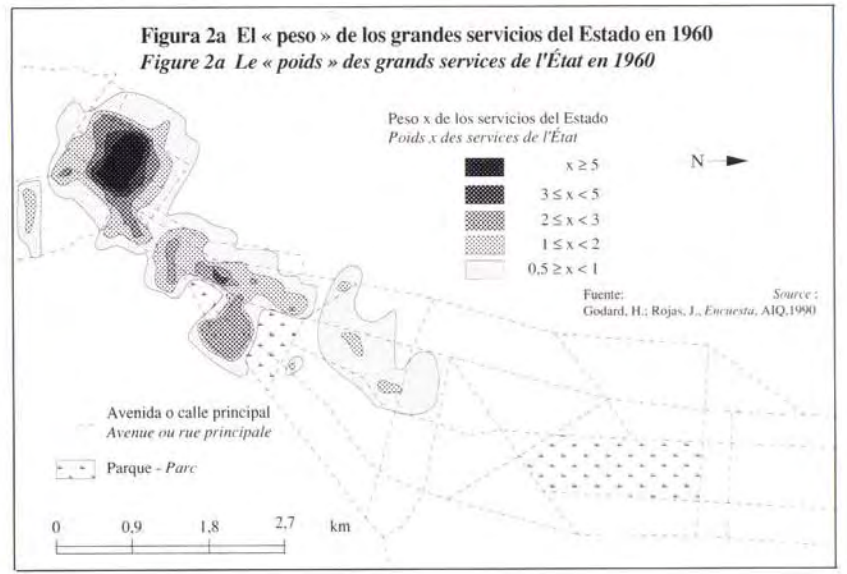 Figura 2a El « peso » de los grandes servicios del Estado en 1960
Figure 2a Le « poids » des grands services de l'État en 1960
Peso x de los servicios del Estado
Poids x des services de l'État
N
x ≥ 5
3 ≤ x < 5
2 ≤ x < 3
1 ≤ x < 2
0,5 ≥ x < 1
Fuente: Source :
Godard, H.; Rojas, J., Encuesta, AIQ,1990
Avenida o calle principal
Avenue ou rue principale
Parque - Parc
0 0,9 1,8 2,7 km